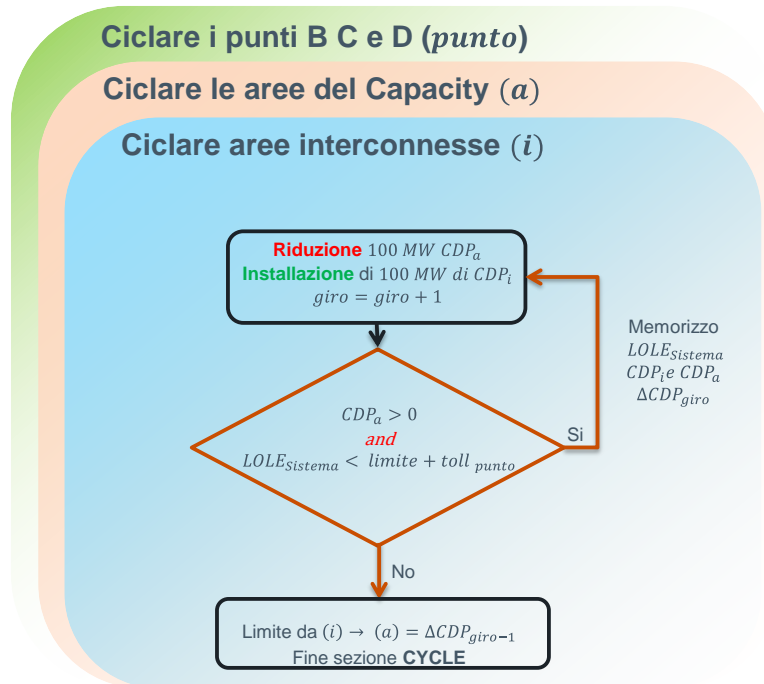 Ciclare i punti B C e D (punto)
Ciclare le aree del Capacity (a)
Ciclare aree interconnesse (i)
Riduzione 100 MW CDP_a
Installazione di 100 MW di CDP_i
giro = giro + 1
Memorizzo
LOLE_Sistema
CDP_i e CDP_a
ΔCDP_giro
CDP_a > 0
and
LOLE_Sistema < limite + toll_punto
Si
No
Limite da (i) → (a) = ΔCDP_giro−1
Fine sezione CYCLE